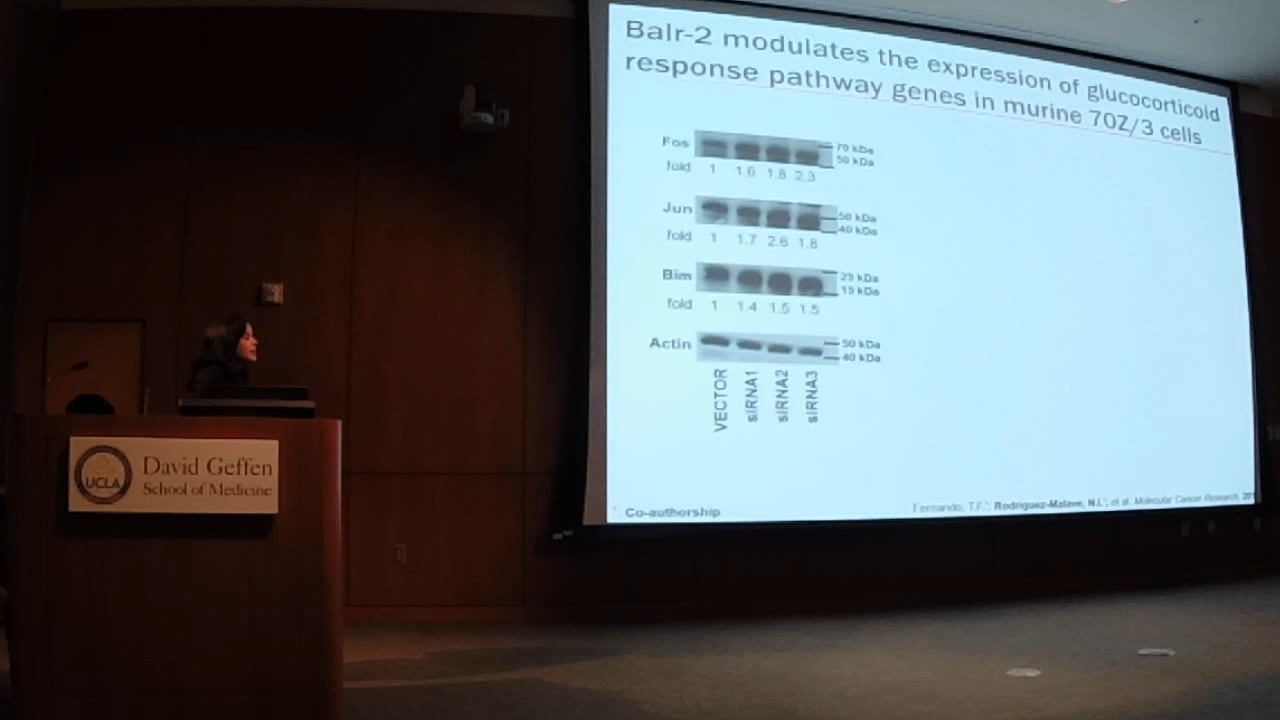 Balr-2 modulates the expression of glucocorticoid
response pathway genes in murine 70Z/3 cells
Fos
70 kDa
50 kDa
fold 1 1.6 1.8 2.3
Jun
50 kDa
40 kDa
fold 1 1.7 2.6 1.8
Bim
25 kDa
15 kDa
fold 1 1.4 1.5 1.5
Actin
50 kDa
40 kDa
VECTOR
siRNA1
siRNA2
siRNA3
* Co-authorship
Fernando, T.F.*; Rodriguez-Malave, N.I.*; et al. Molecular Cancer Research, 201
UCLA
David Geffen
School of Medicine